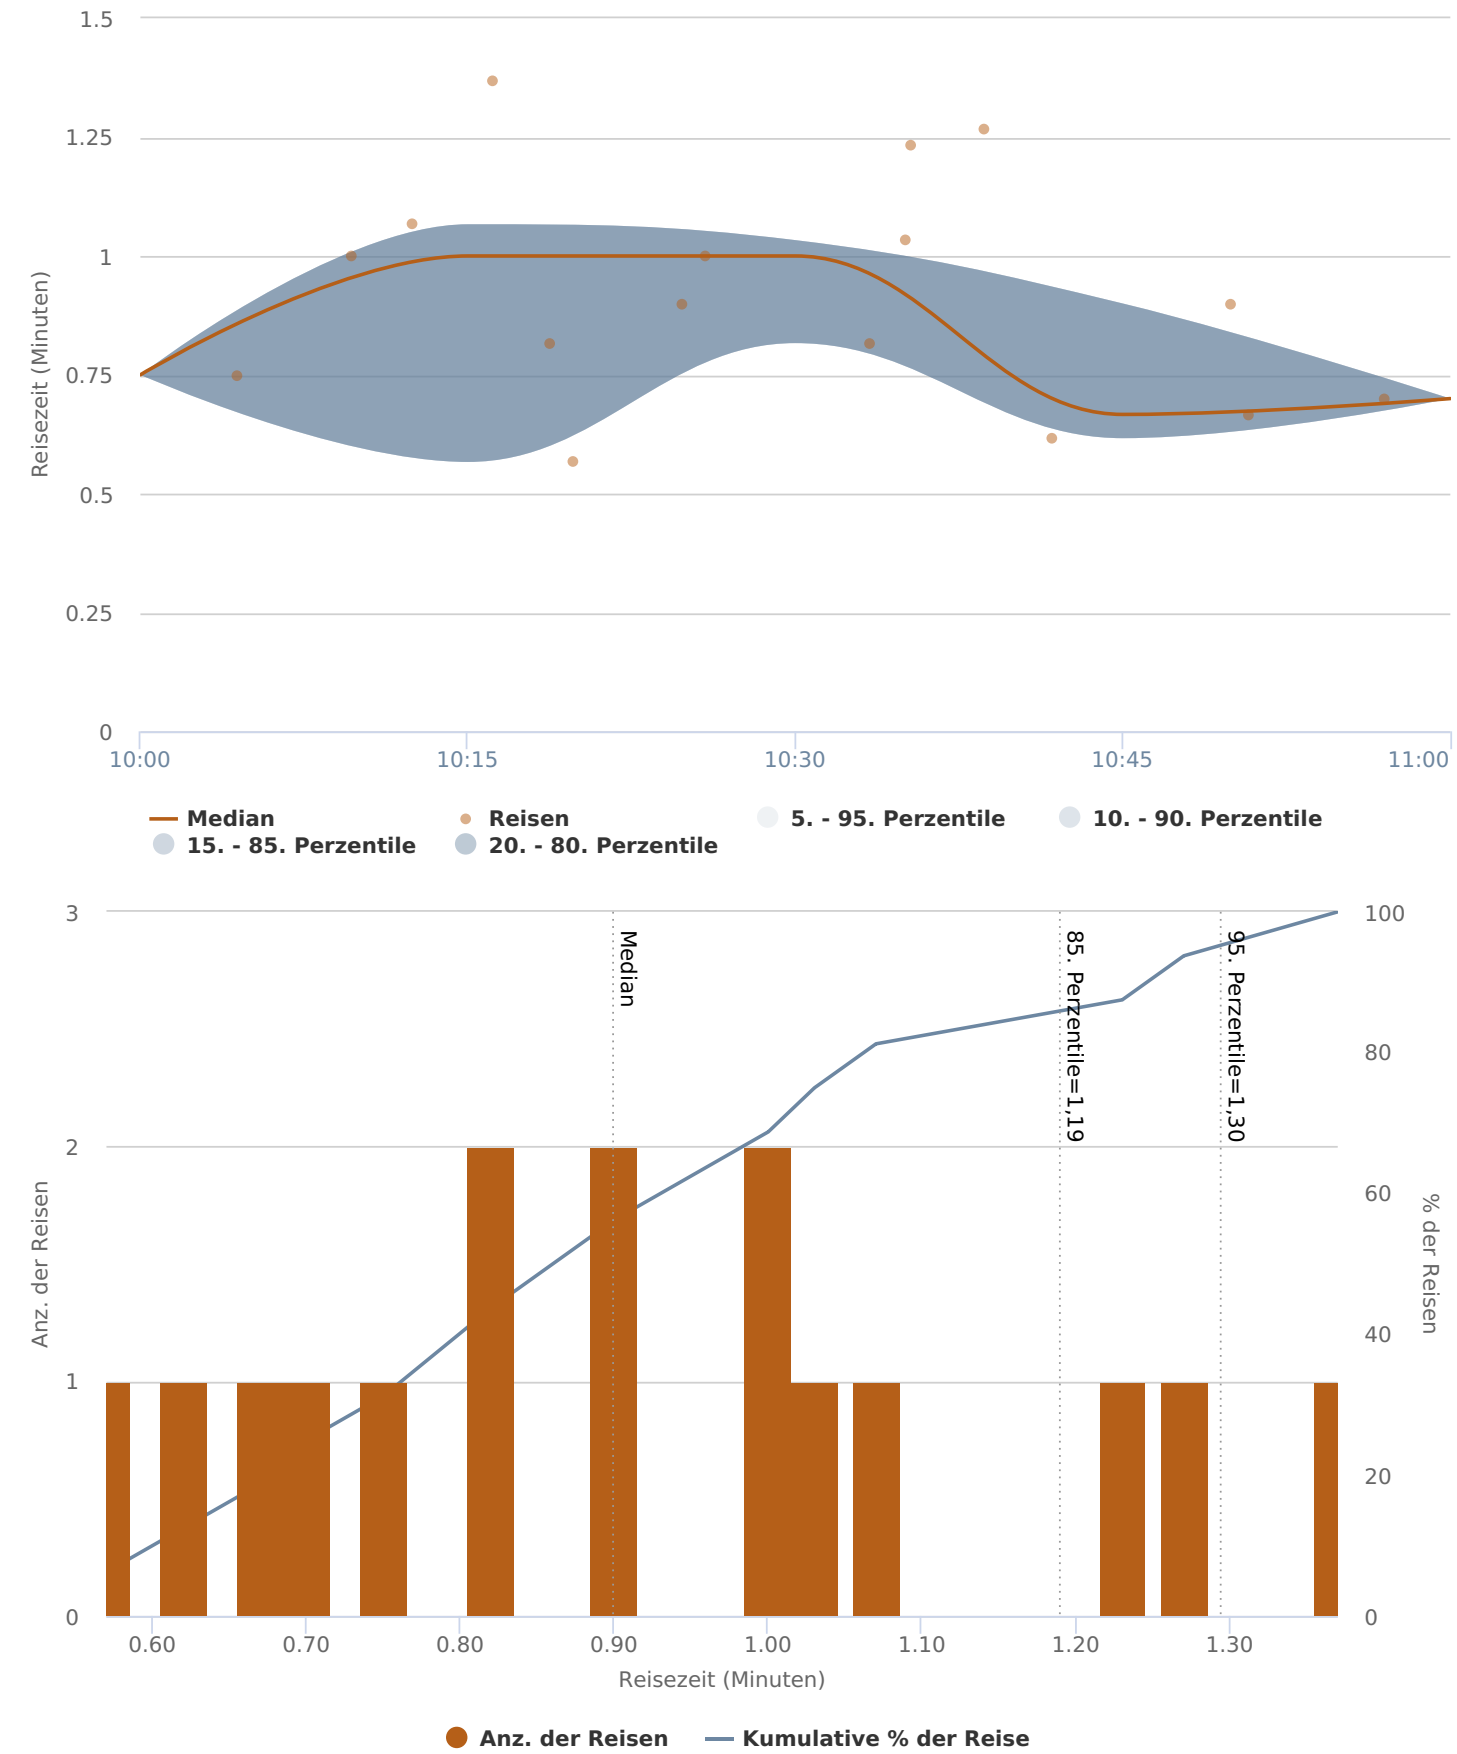 1.5
1.25
1
0.75
0.5
0.25
0
Reisezeit (Minuten)
10:00 10:15 10:30 10:45 11:00
Median Reisen 5. - 95. Perzentile 10. - 90. Perzentile
15. - 85. Perzentile 20. - 80. Perzentile
3
2
1
0
Anz. der Reisen
Median
85. Perzentile=1,19
95. Perzentile=1,30
100
80
60
40
20
0
% der Reisen
0.60 0.70 0.80 0.90 1.00 1.10 1.20 1.30
Reisezeit (Minuten)
Anz. der Reisen Kumulative % der Reise